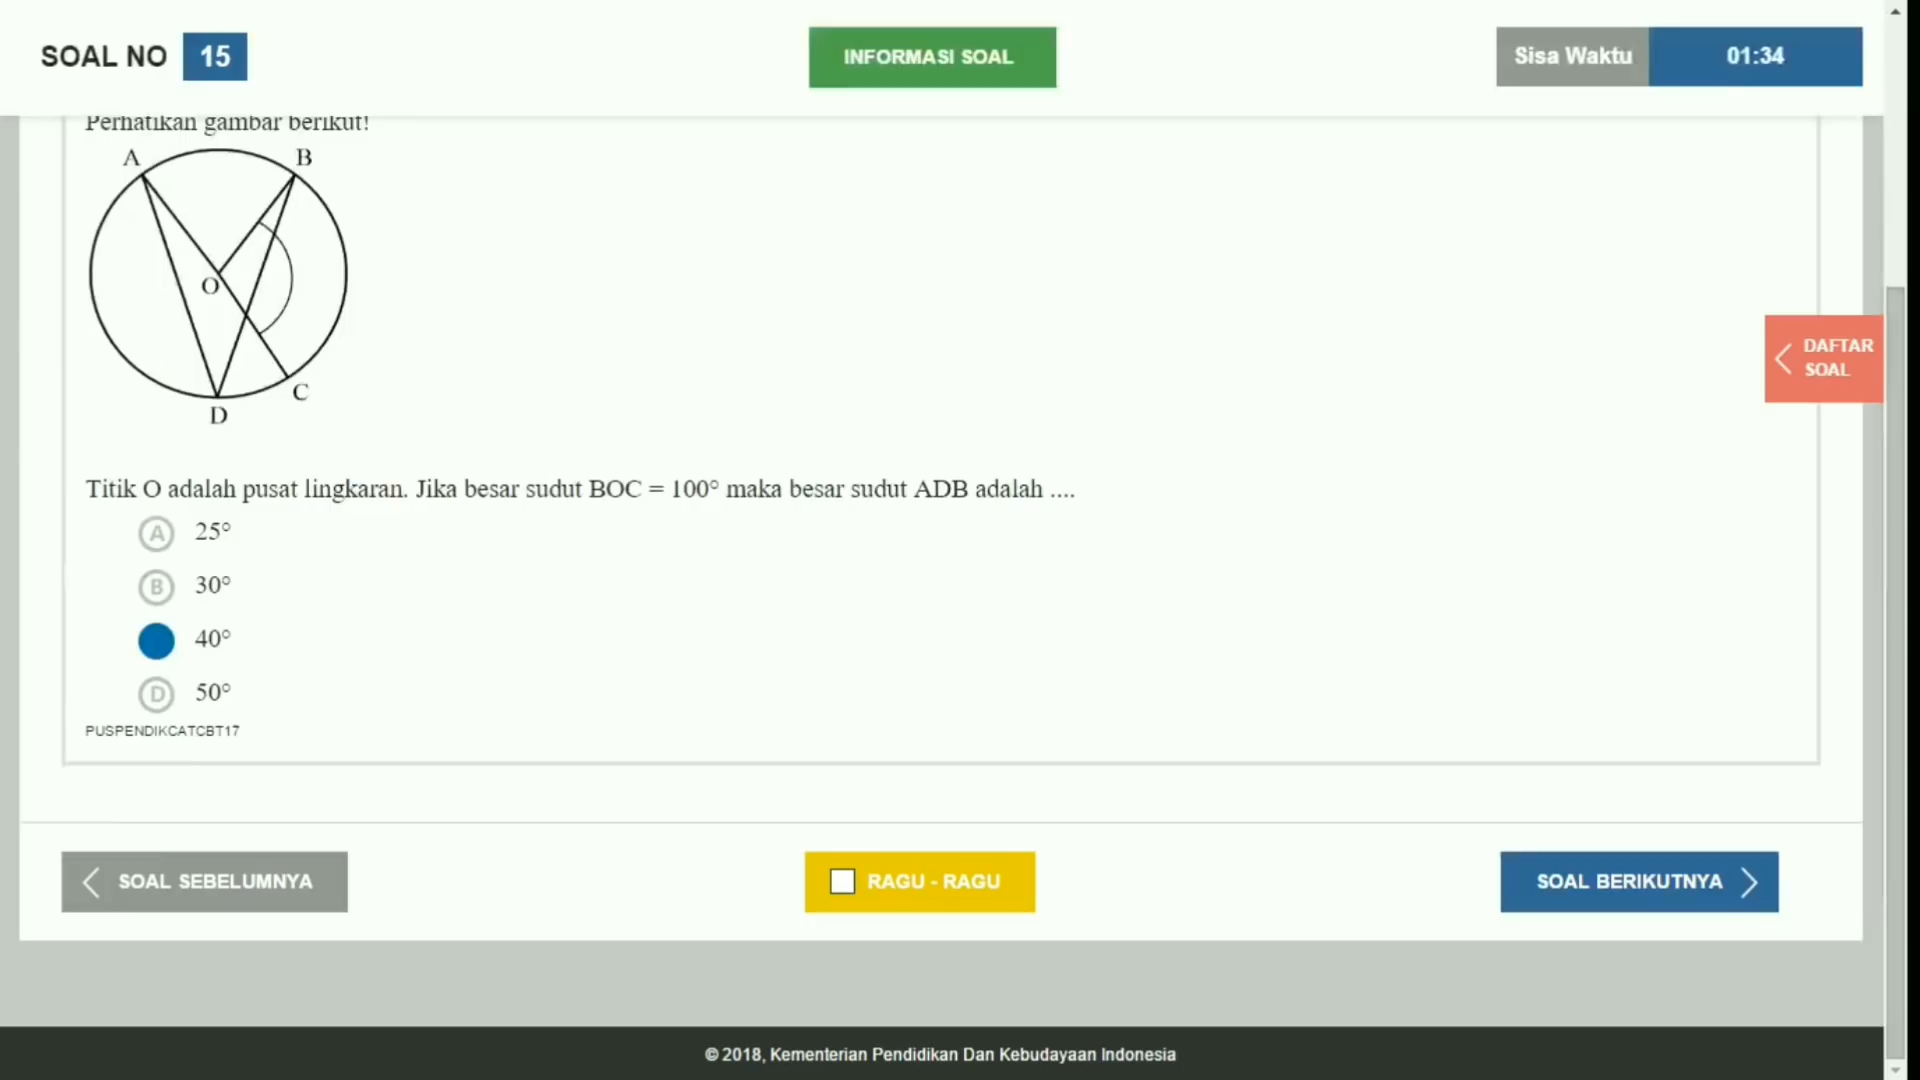 SOAL NO 15
INFORMASI SOAL
Sisa Waktu 01:34
Perhatikan gambar berikut!
A
B
O
C
D
DAFTAR
SOAL
Titik O adalah pusat lingkaran. Jika besar sudut BOC = 100° maka besar sudut ADB adalah ....
A 25°
B 30°
40°
D 50°
PUSPENDIKCATCBT17
SOAL SEBELUMNYA
RAGU - RAGU
SOAL BERIKUTNYA
© 2018, Kementerian Pendidikan Dan Kebudayaan Indonesia